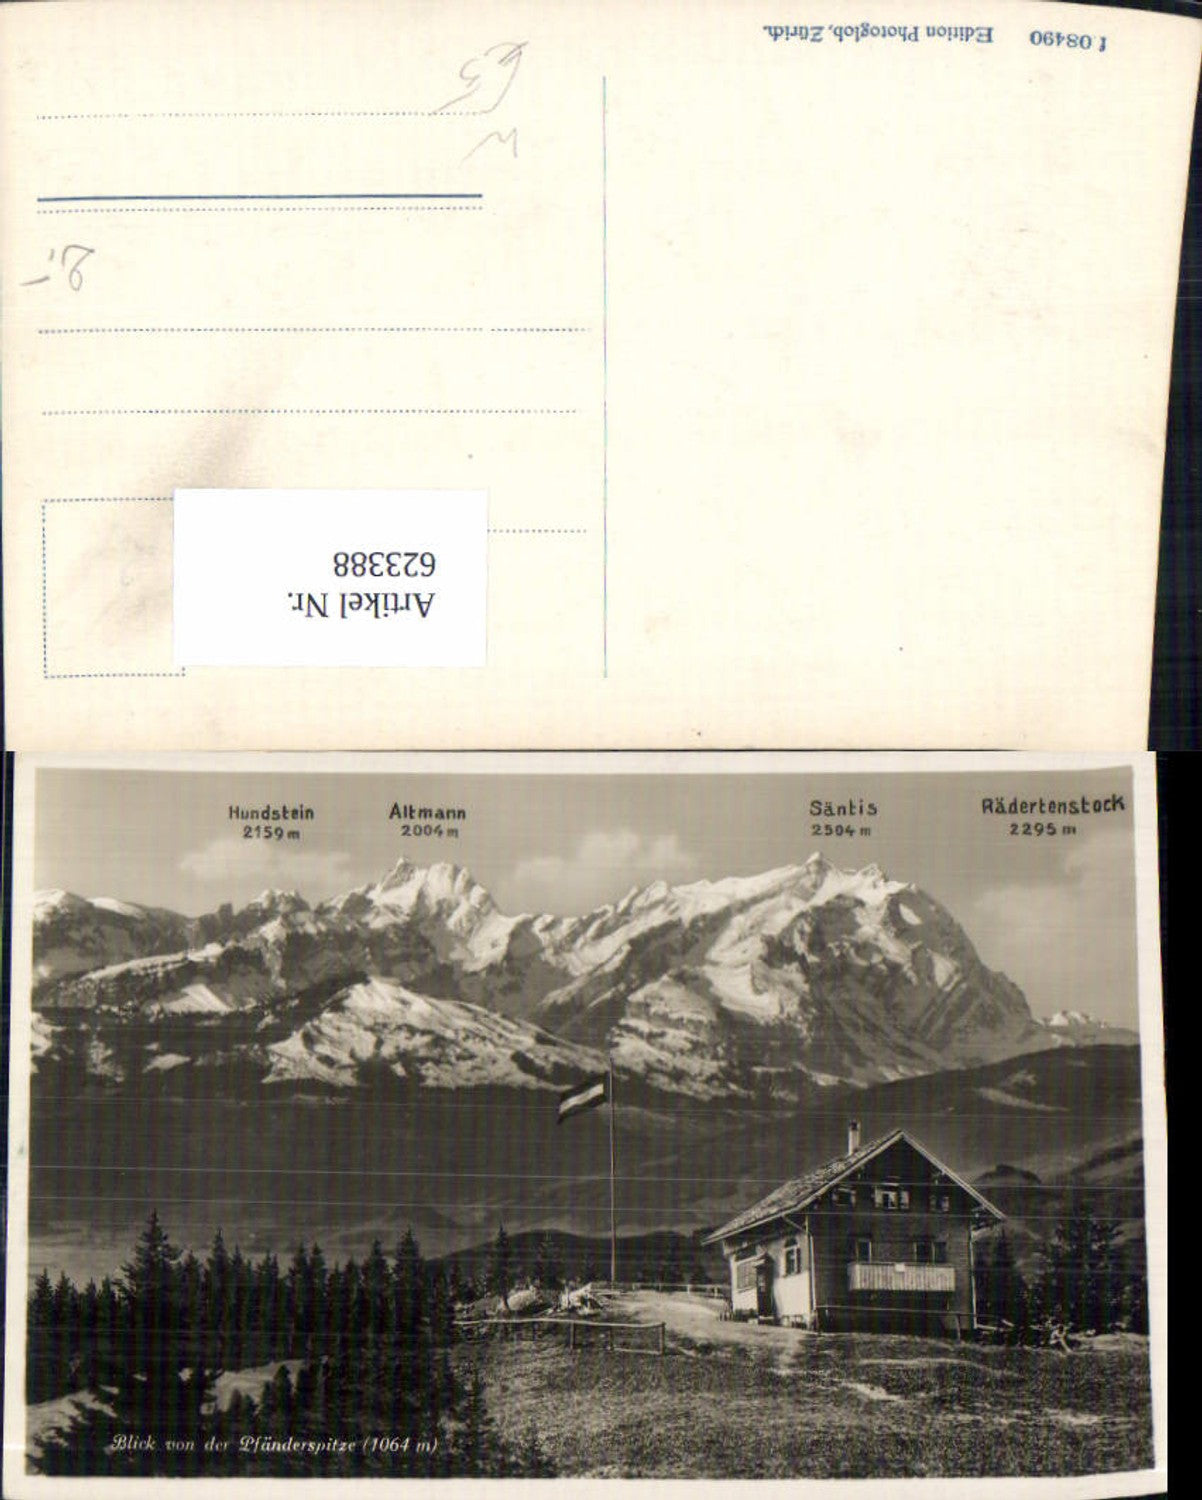 f 08490 Edition Photoglob, Zürich.
2,-
Artikel Nr.
623388
Hundstein
2159 m
Altmann
2004 m
Säntis
2504 m
Rädertenstock
2295 m
Blick von der Pfänderspitze (1064 m)